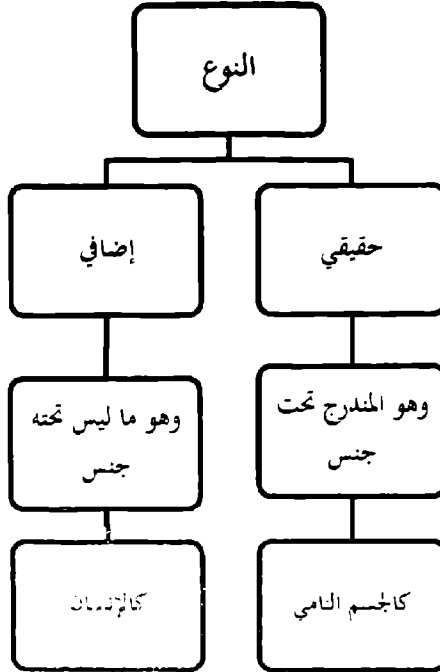 النوع
حقيقي
إضافي
وهو المندرج تحت
جنس
وهو ما ليس تحته
جنس
كالجسم النامي
كالإنسان